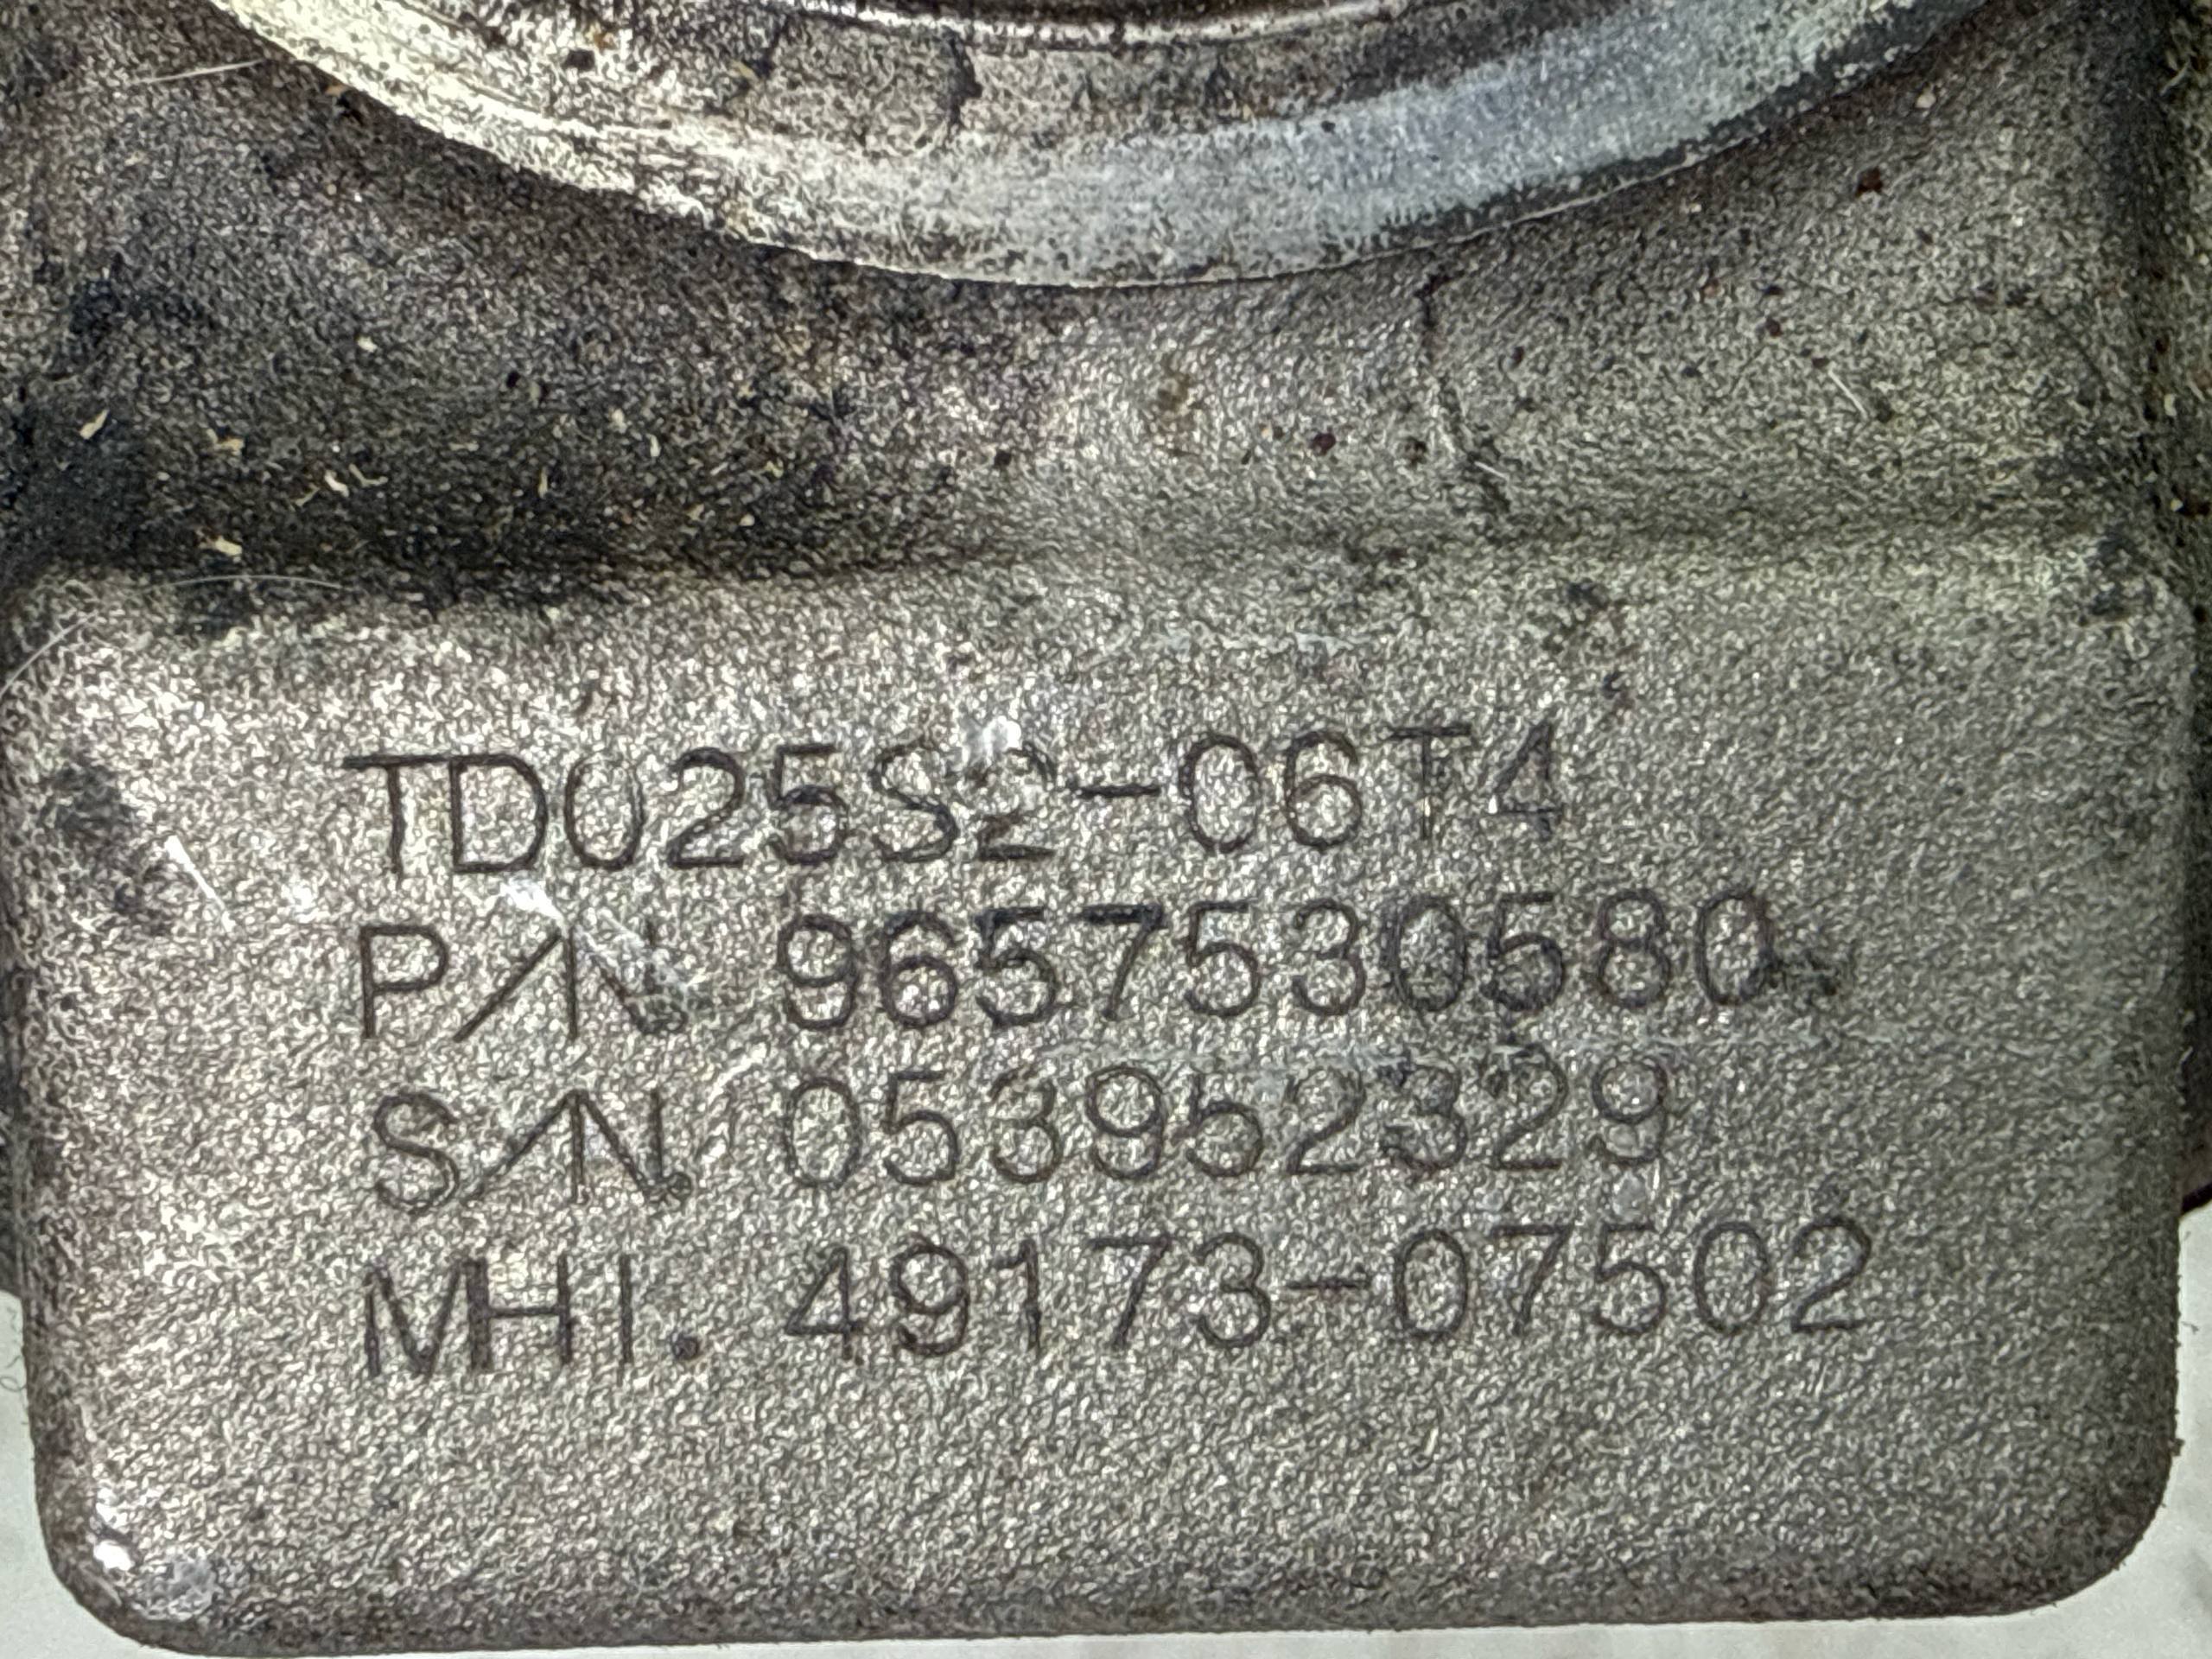 TD025S2-06T4
P/N. 9657530580
S/N. 053952329
MHI. 49173-07502